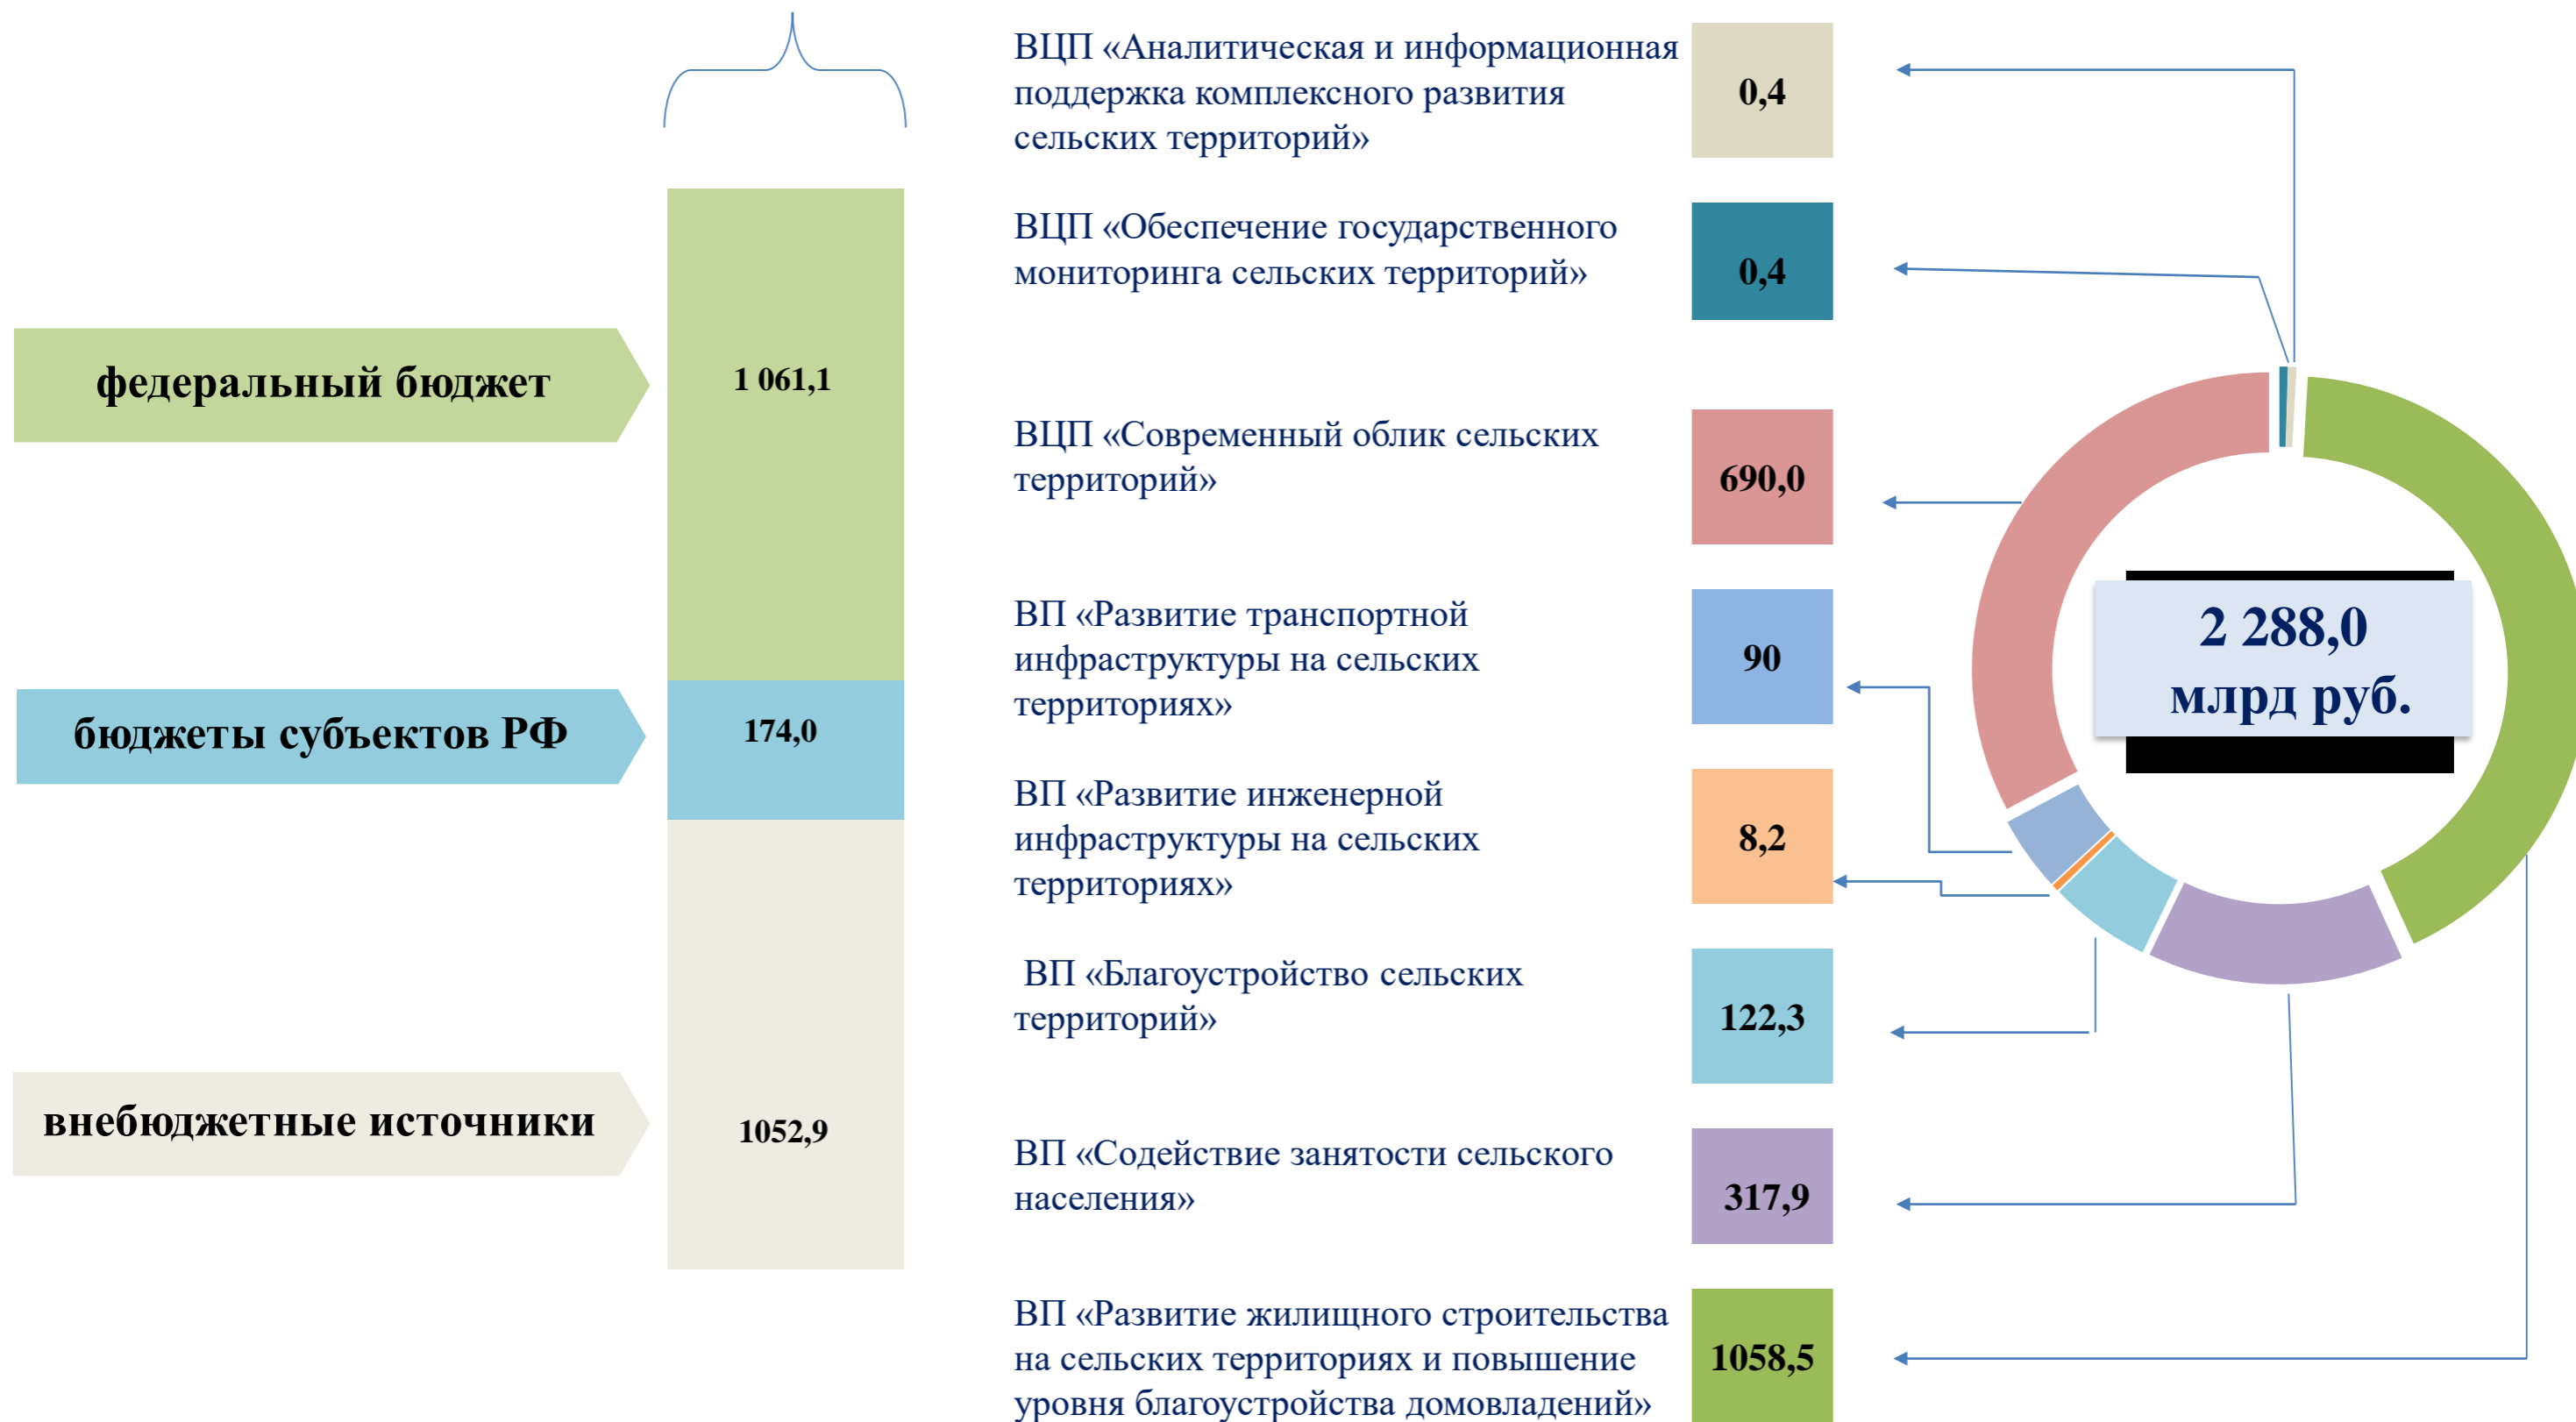 федеральный бюджет
1 061,1
бюджеты субъектов РФ
174,0
внебюджетные источники
1052,9
ВЦП «Аналитическая и информационная
поддержка комплексного развития
сельских территорий»
0,4
ВЦП «Обеспечение государственного
мониторинга сельских территорий»
0,4
ВЦП «Современный облик сельских
территорий»
690,0
ВП «Развитие транспортной
инфраструктуры на сельских
территориях»
90
ВП «Развитие инженерной
инфраструктуры на сельских
территориях»
8,2
ВП «Благоустройство сельских
территорий»
122,3
ВП «Содействие занятости сельского
населения»
317,9
ВП «Развитие жилищного строительства
на сельских территориях и повышение
уровня благоустройства домовладений»
1058,5
2 288,0
млрд руб.